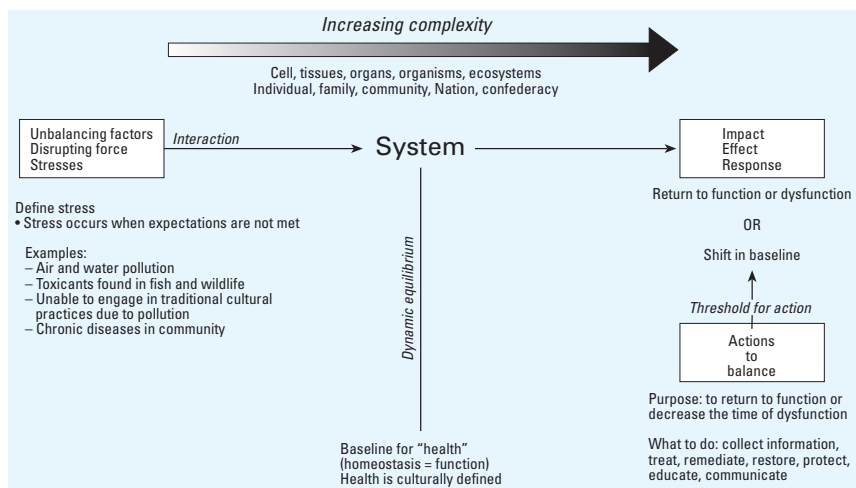 Increasing complexity
Cell, tissues, organs, organisms, ecosystems
Individual, family, community, Nation, confederacy
Unbalancing factors
Disrupting force
Stresses
Interaction
System
Impact
Effect
Response
Define stress
• Stress occurs when expectations are not met
Examples:
– Air and water pollution
– Toxicants found in fish and wildlife
– Unable to engage in traditional cultural
practices due to pollution
– Chronic diseases in community
Dynamic equilibrium
Baseline for “health”
(homeostasis = function)
Health is culturally defined
Return to function or dysfunction
OR
Shift in baseline
Threshold for action
Actions
to
balance
Purpose: to return to function or
decrease the time of dysfunction
What to do: collect information,
treat, remediate, restore, protect,
educate, communicate